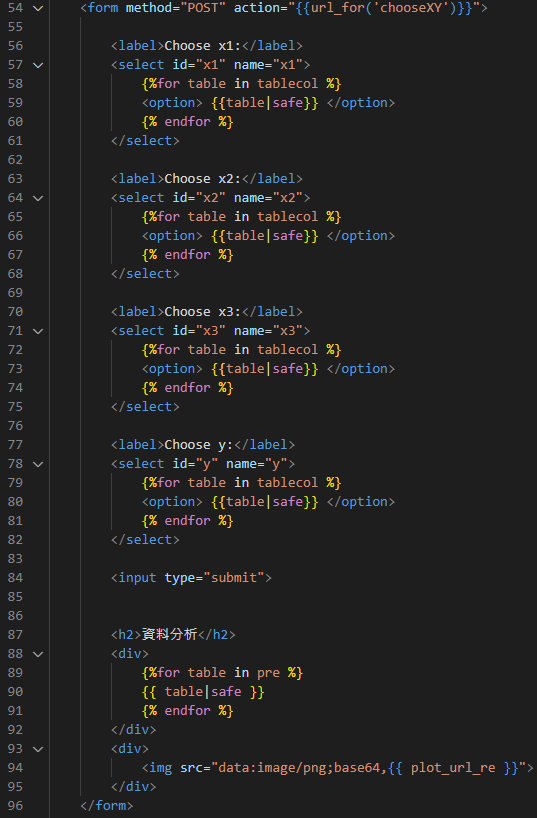 54 <form method="POST" action="{{url_for('chooseXY')}}">
55
56 <label>Choose x1:</label>
57 <select id="x1" name="x1">
58 {%for table in tablecol %}
59 <option> {{table|safe}} </option>
60 {% endfor %}
61 </select>
62
63 <label>Choose x2:</label>
64 <select id="x2" name="x2">
65 {%for table in tablecol %}
66 <option> {{table|safe}} </option>
67 {% endfor %}
68 </select>
69
70 <label>Choose x3:</label>
71 <select id="x3" name="x3">
72 {%for table in tablecol %}
73 <option> {{table|safe}} </option>
74 {% endfor %}
75 </select>
76
77 <label>Choose y:</label>
78 <select id="y" name="y">
79 {%for table in tablecol %}
80 <option> {{table|safe}} </option>
81 {% endfor %}
82 </select>
83
84 <input type="submit">
85
86
87 <h2>資料分析</h2>
88 <div>
89 {%for table in pre %}
90 {{ table|safe }}
91 {% endfor %}
92 </div>
93 <div>
94 <img src="data:image/png;base64,{{ plot_url_re }}">
95 </div>
96 </form>